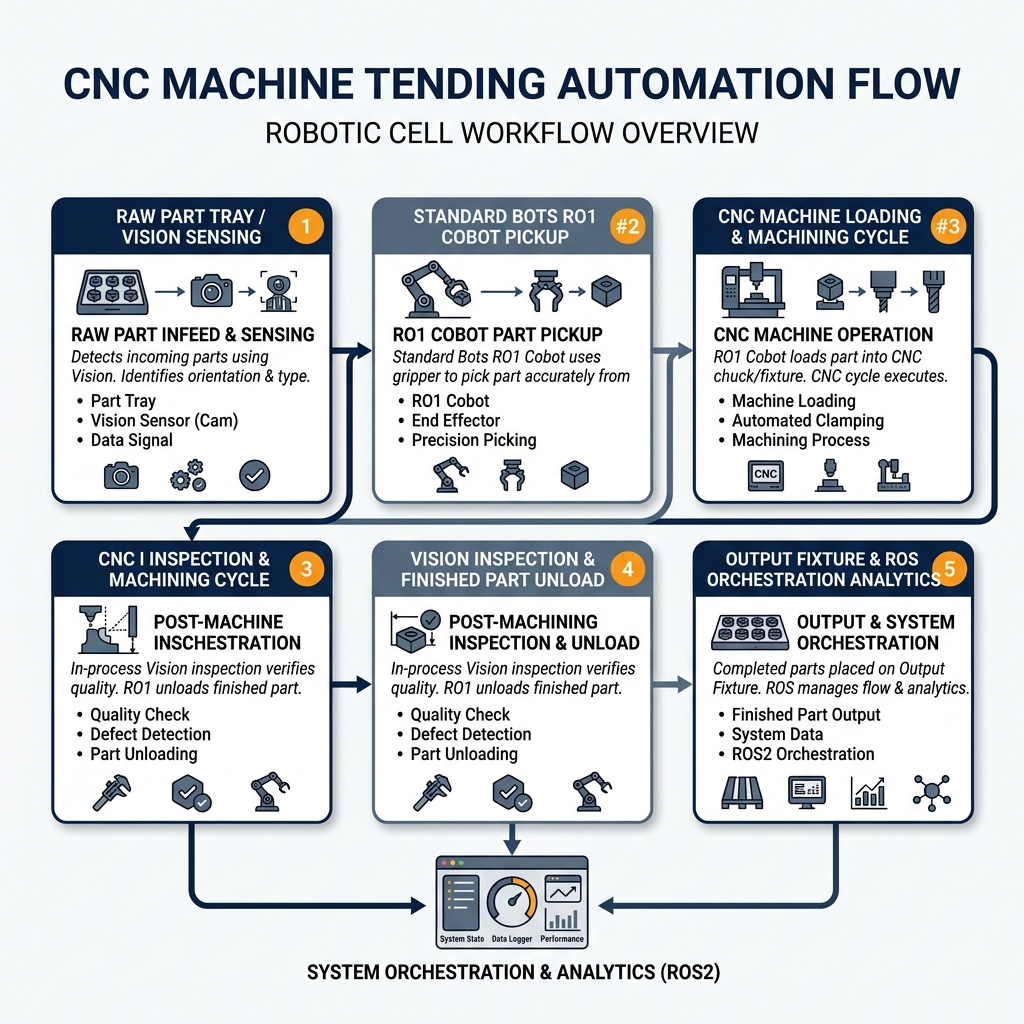 CNC MACHINE TENDING AUTOMATION FLOW
ROBOTIC CELL WORKFLOW OVERVIEW
RAW PART TRAY /
VISION SENSING
1
RAW PART INFEED & SENSING
Detects incoming parts using
Vision. Identifies orientation & type.
• Part Tray
• Vision Sensor (Cam)
• Data Signal
STANDARD BOTS RO1
COBOT PICKUP
#2
RO1 COBOT PART PICKUP
Standard Bots RO1 Cobot uses
gripper to pick part accurately from
• RO1 Cobot
• End Effector
• Precision Picking
CNC MACHINE LOADING
& MACHINING CYCLE
#3
CNC MACHINE OPERATION
RO1 Cobot loads part into CNC
chuck/fixture. CNC cycle executes.
• Machine Loading
• Automated Clamping
• Machining Process
CNC
CNC I INSPECTION &
MACHINING CYCLE
3
POST-MACHINE
INSCHESTRATION
In-process Vision inspection verifies
quality. RO1 unloads finished part.
• Quality Check
• Defect Detection
• Part Unloading
VISION INSPECTION &
FINISHED PART UNLOAD
4
POST-MACHINING
INSPECTION & UNLOAD
In-process Vision inspection verifies
quality. RO1 unloads finished part.
• Quality Check
• Defect Detection
• Part Unloading
OUTPUT FIXTURE & ROS
ORCHESTRATION ANALYTICS
5
OUTPUT & SYSTEM
ORCHESTRATION
Completed parts placed on Output
Fixture. ROS manages flow & analytics.
• Finished Part Output
• System Data
• ROS2 Orchestration
System Stato
Data Logger
Performance
SYSTEM ORCHESTRATION & ANALYTICS (ROS2)